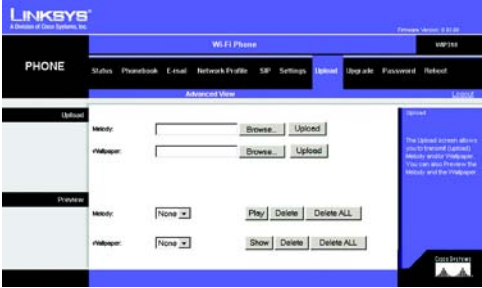 LINKSYS®
A Division of Cisco Systems, Inc.
Wi-Fi Phone
PHONE
Status Phonebook E-mail Network Profile SIP Settings Upload Upgrade Password Reboot
Advanced View
Logout
Upload
Melody: Browse... Upload
Wallpaper: Browse... Upload
Preview
Melody: None Play Delete Delete ALL
Wallpaper: None Show Delete Delete ALL
Upload
The Upload screen allows
you to transmit (upload)
Melody and/or Wallpaper.
You can also Preview the
Melody and the Wallpaper.
Cisco Systems